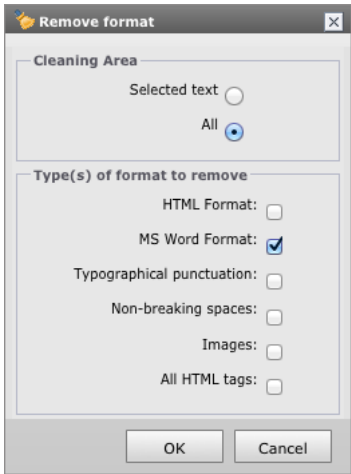 Remove format
Cleaning Area
Selected text
All
Type(s) of format to remove
HTML Format:
MS Word Format:
Typographical punctuation:
Non-breaking spaces:
Images:
All HTML tags:
OK Cancel